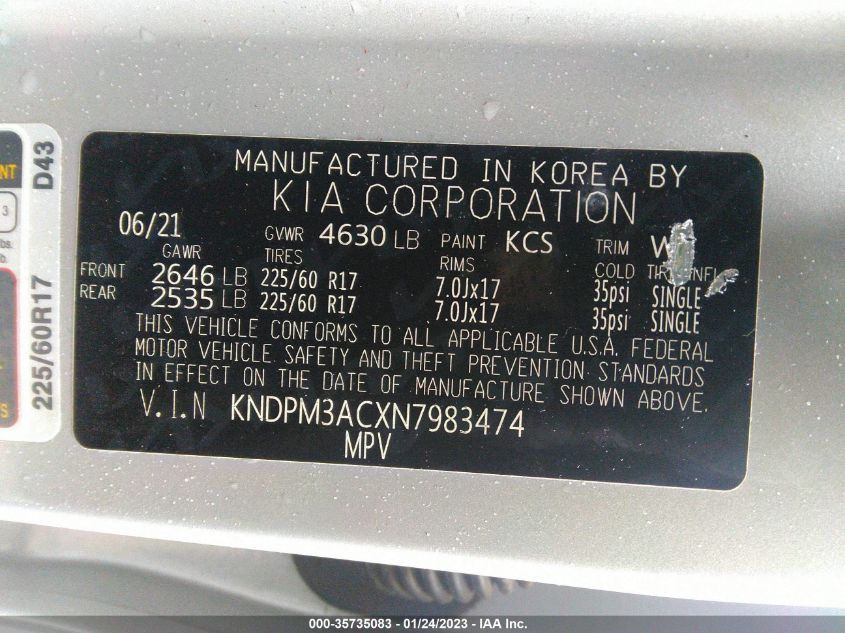 MANUFACTURED IN KOREA BY
KIA CORPORATION
06/21 GVWR 4630 LB PAINT KCS TRIM
GAWR TIRES RIMS COLD
FRONT 2646 LB 225/60 R17 7.0Jx17 35psi SINGLE
REAR 2535 LB 225/60 R17 7.0Jx17 35psi SINGLE
THIS VEHICLE CONFORMS TO ALL APPLICABLE U.S.A. FEDERAL
MOTOR VEHICLE SAFETY AND THEFT PREVENTION STANDARDS
IN EFFECT ON THE DATE OF MANUFACTURE SHOWN ABOVE.
V.I.N KNDPM3ACXN7983474
MPV
D43
225/60R17
NT
3
lbs.
000-35735083 - 01/24/2023 - IAA Inc.